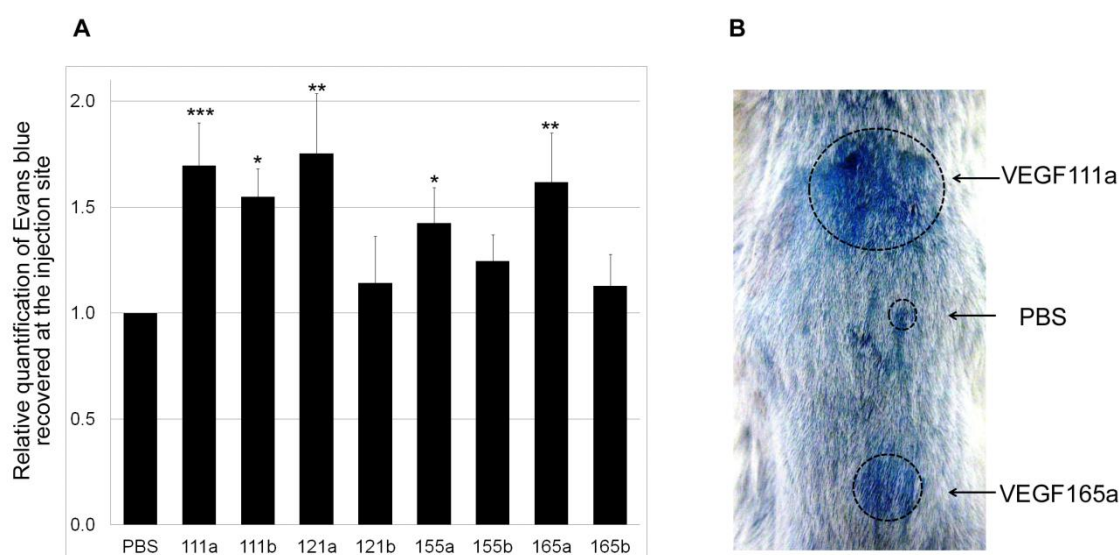 A
Relative quantification of Evans blue
recovered at the injection site
2.0
1.5
1.0
0.5
0.0
***
*
**
*
**
PBS 111a 111b 121a 121b 155a 155b 165a 165b
B
VEGF111a
PBS
VEGF165a